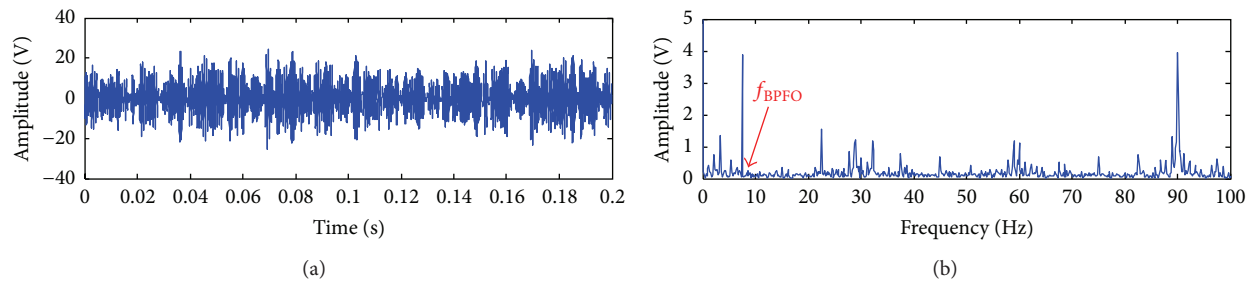 40
20
0
−20
−40
Amplitude (V)
0 0.02 0.04 0.06 0.08 0.1 0.12 0.14 0.16 0.18 0.2
Time (s)
(a)
5
4
3
2
1
0
Amplitude (V)
fBPFO
0 10 20 30 40 50 60 70 80 90 100
Frequency (Hz)
(b)